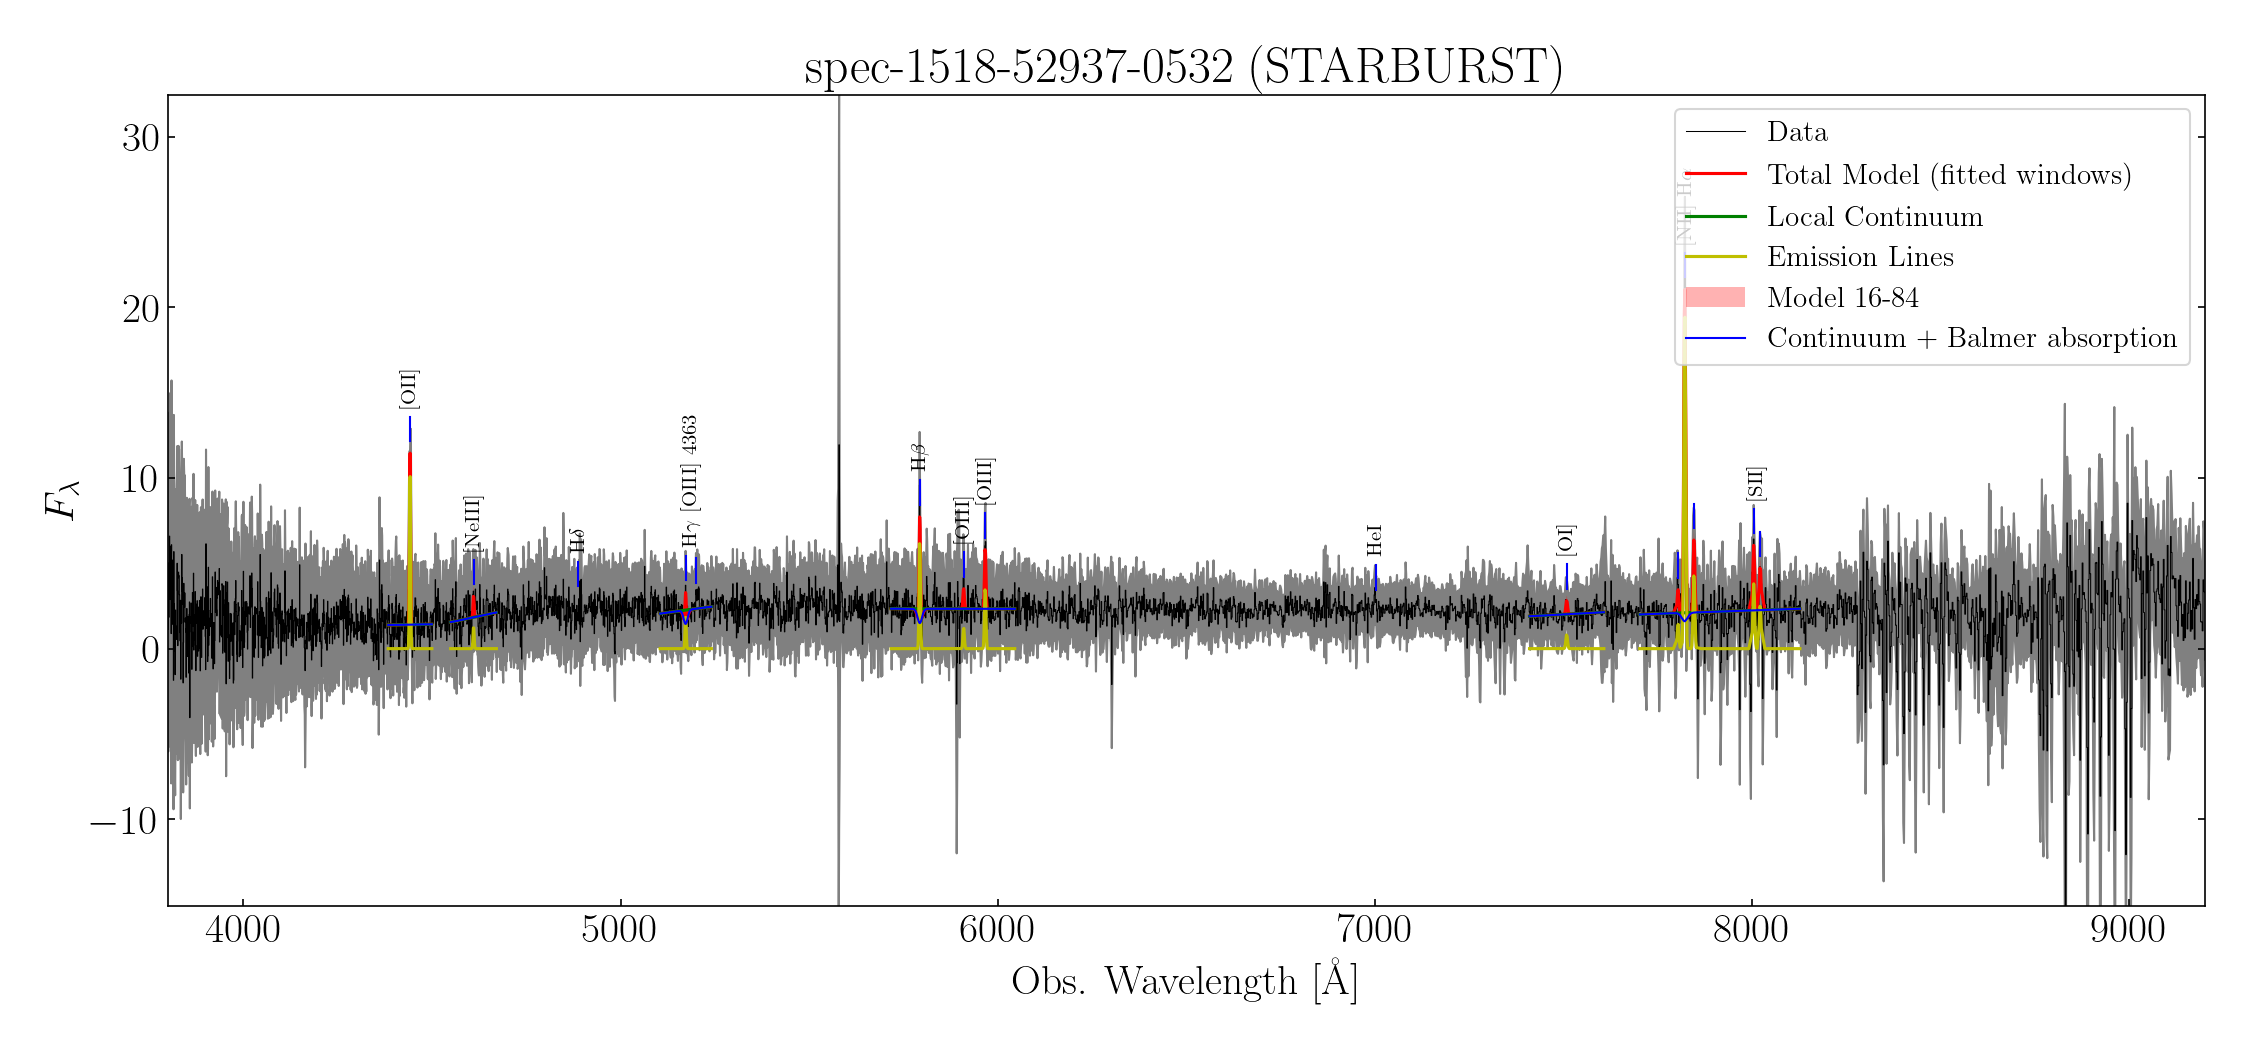 spec-1518-52937-0532 (STARBURST)
Data
Total Model (fitted windows)
Local Continuum
Emission Lines
Model 16-84
Continuum + Balmer absorption
[NII] Hα
[OII]
[NeIII]
Hδ
Hγ [OIII] 4363
Hβ
[OIII]
[OIII]
HeI
[OI]
[SII]
30
20
10
0
−10
Fλ
4000
5000
6000
7000
8000
9000
Obs. Wavelength [Å]